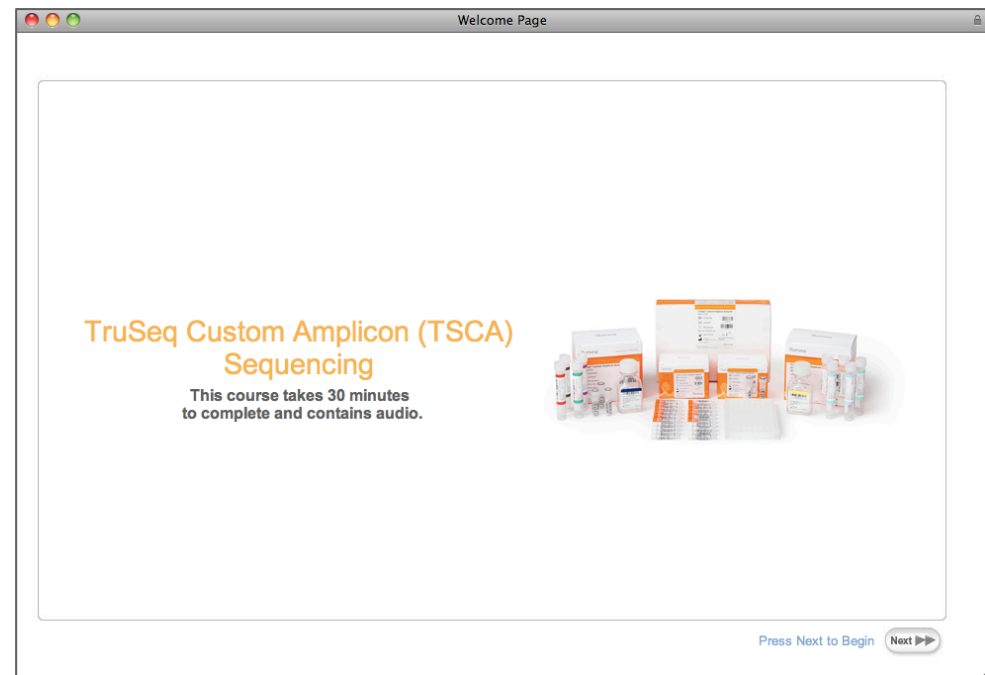 Welcome Page
TruSeq Custom Amplicon (TSCA)
Sequencing
This course takes 30 minutes
to complete and contains audio.
Press Next to Begin
Next